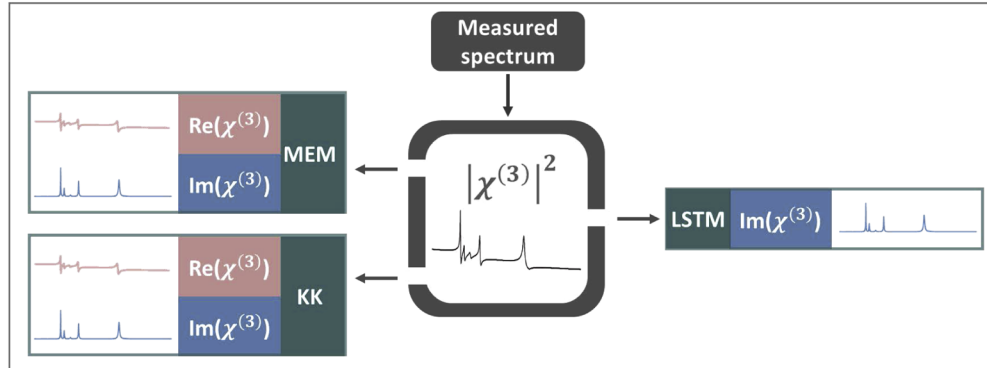 Measured
spectrum
Re(χ⁽³⁾)
MEM
Im(χ⁽³⁾)
|χ⁽³⁾|²
LSTM Im(χ⁽³⁾)
Re(χ⁽³⁾)
KK
Im(χ⁽³⁾)